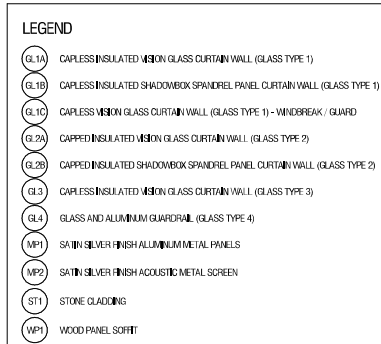 LEGEND
GL1A CAPLESS INSULATED VISION GLASS CURTAIN WALL (GLASS TYPE 1)
GL1B CAPLESS INSULATED SHADOWBOX SPANDREL PANEL CURTAIN WALL (GLASS TYPE 1)
GL1C CAPLESS VISION GLASS CURTAIN WALL (GLASS TYPE 1) - WINDBREAK / GUARD
GL2A CAPPED INSULATED VISION GLASS CURTAIN WALL (GLASS TYPE 2)
GL2B CAPPED INSULATED SHADOWBOX SPANDREL PANEL CURTAIN WALL (GLASS TYPE 2)
GL3 CAPLESS INSULATED VISION GLASS CURTAIN WALL (GLASS TYPE 3)
GL4 GLASS AND ALUMINUM GUARDRAIL (GLASS TYPE 4)
MP1 SATIN SILVER FINISH ALUMINUM METAL PANELS
MP2 SATIN SILVER FINISH ACOUSTIC METAL SCREEN
ST1 STONE CLADDING
WP1 WOOD PANEL SOFFIT